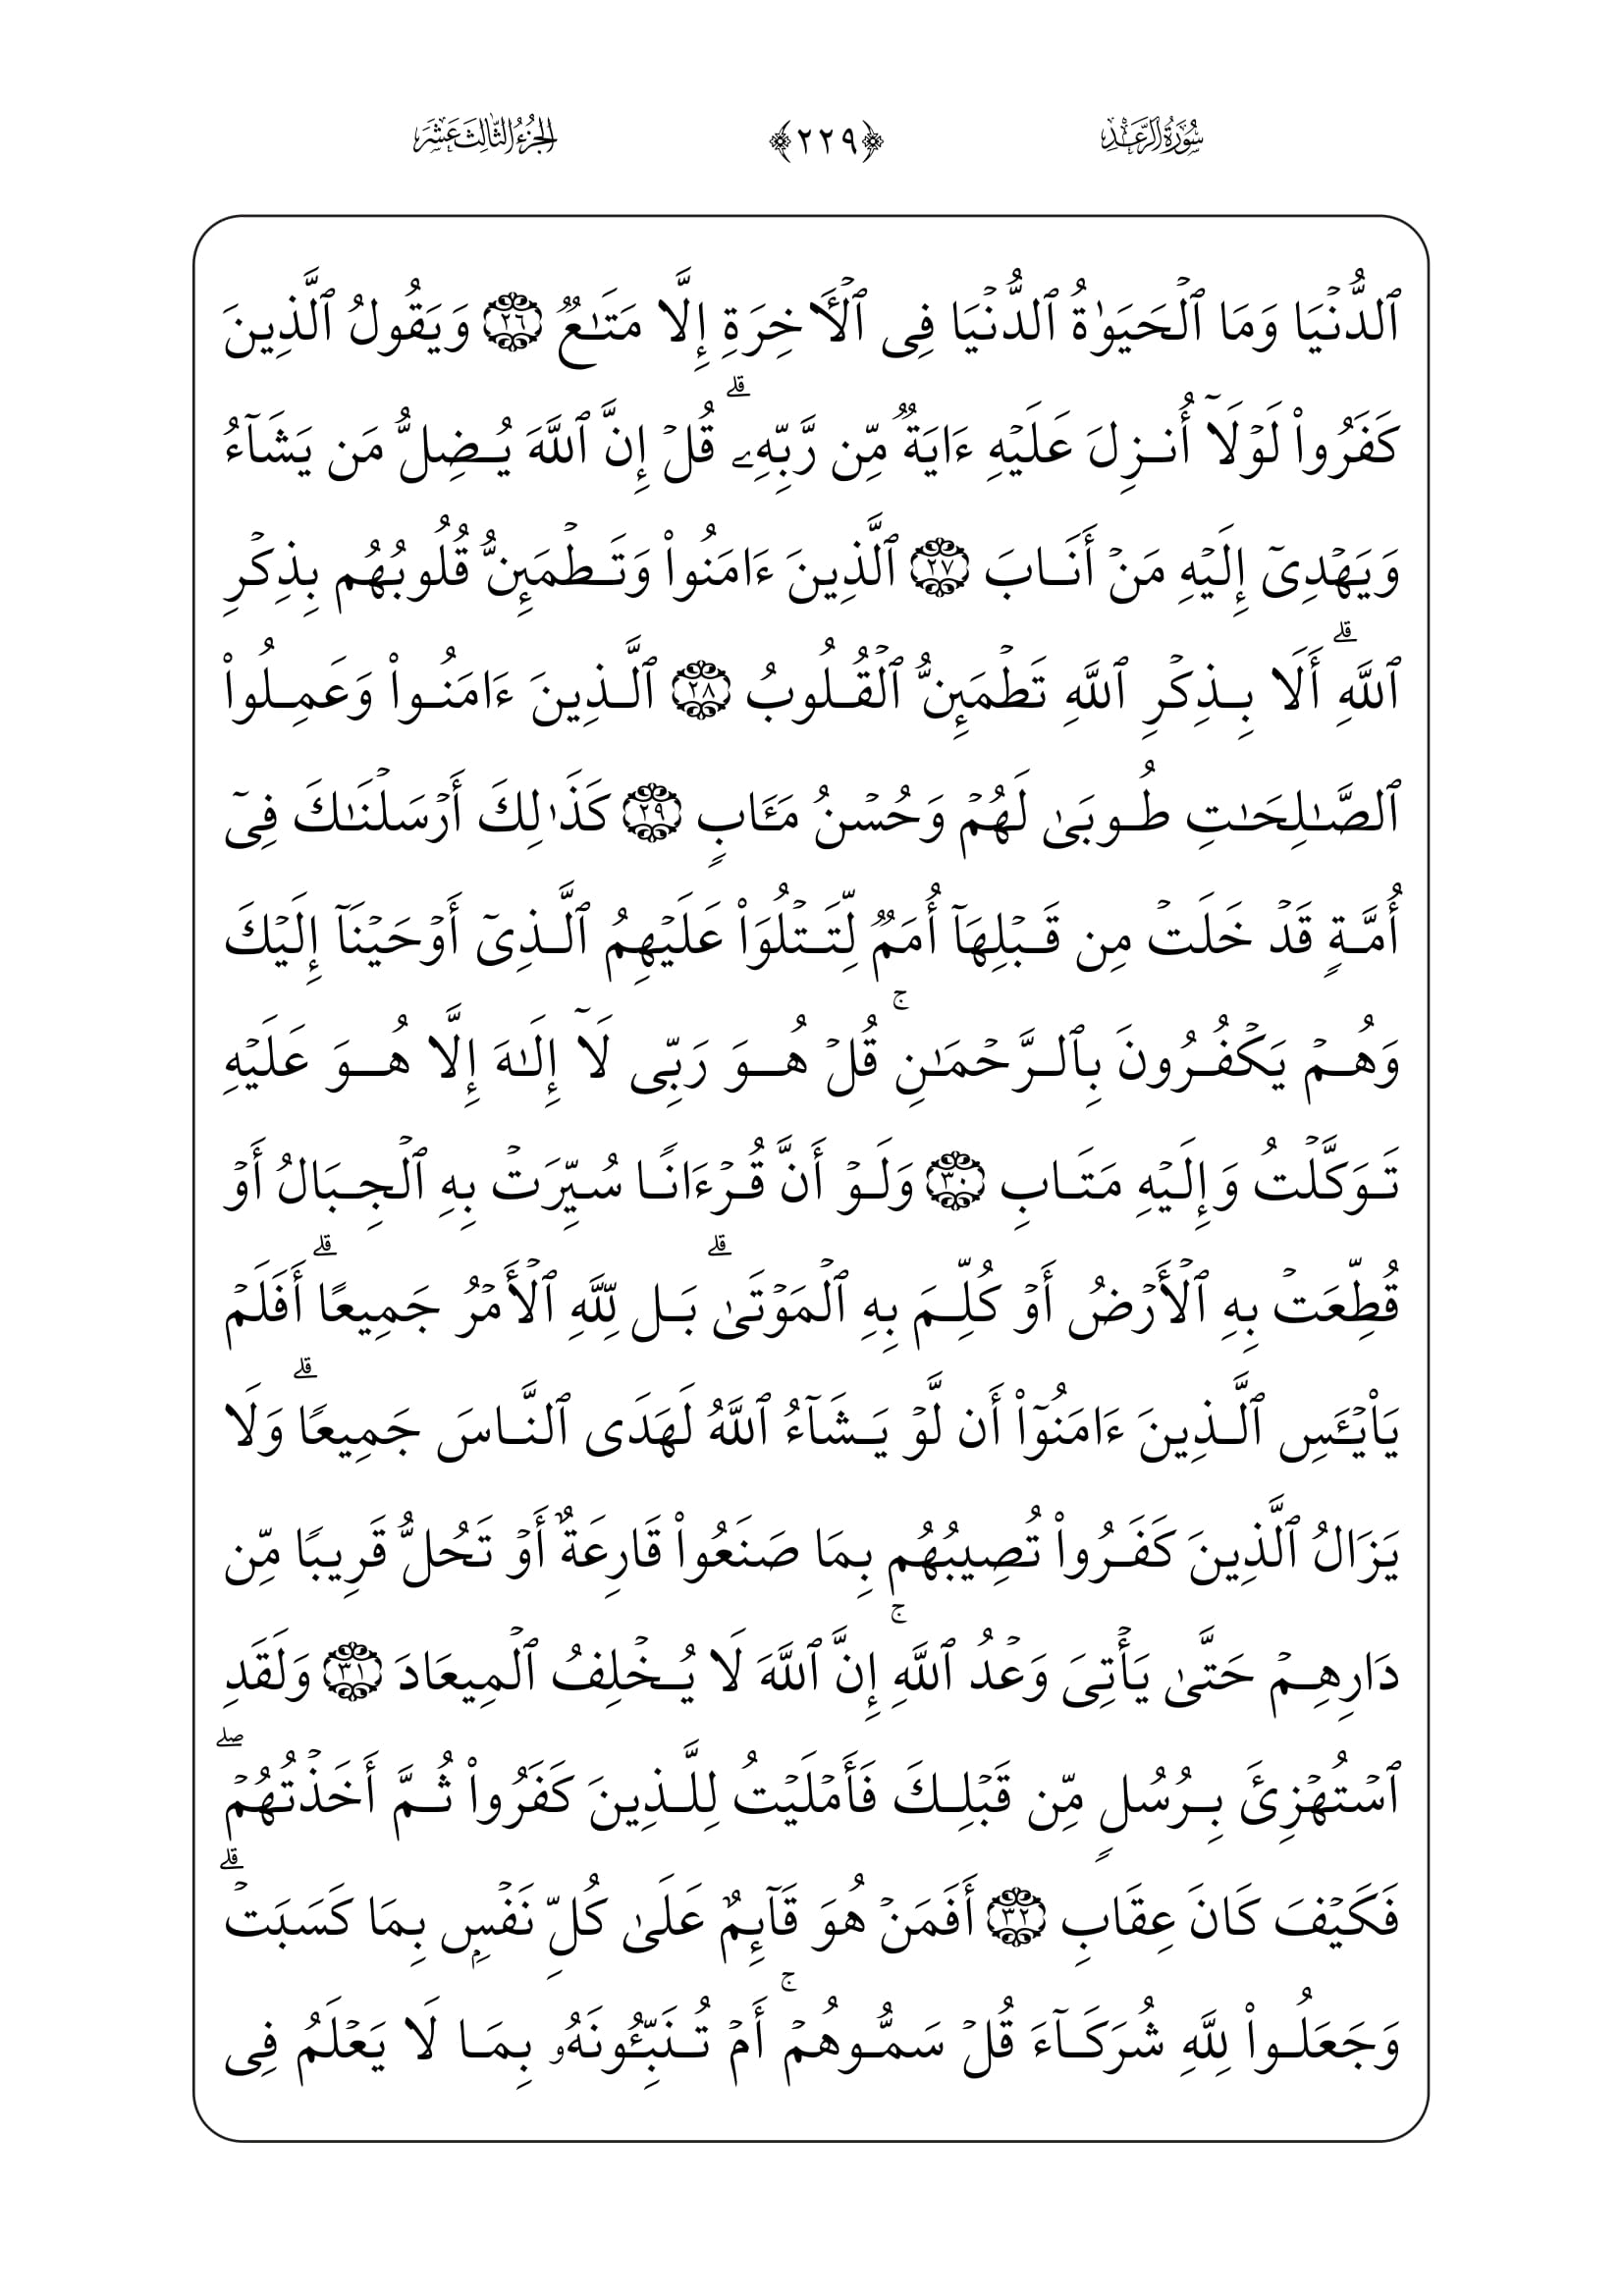 سُورَةُ الرَّعۡدِ ﴿٢٢٩﴾ الجُزْءُ الثَّالِثَ عَشَرَ
ٱلدُّنۡيَا وَمَا ٱلۡحَيَوٰةُ ٱلدُّنۡيَا فِى ٱلۡأَخِرَةِ إِلَّا مَتَـٰعٌ ٢٦ وَيَقُولُ ٱلَّذِينَ
كَفَرُواْ لَوۡلَآ أُنزِلَ عَلَيۡهِ ءَايَةٌ مِّن رَّبِّهِۦۗ قُلۡ إِنَّ ٱللَّهَ يُضِلُّ مَن يَشَآءُ
وَيَهۡدِىٓ إِلَيۡهِ مَنۡ أَنَابَ ٢٧ ٱلَّذِينَ ءَامَنُواْ وَتَطۡمَئِنُّ قُلُوبُهُم بِذِكۡرِ
ٱللَّهِۗ أَلَا بِذِكۡرِ ٱللَّهِ تَطۡمَئِنُّ ٱلۡقُلُوبُ ٢٨ ٱلَّذِينَ ءَامَنُواْ وَعَمِلُواْ
ٱلصَّـٰلِحَـٰتِ طُوبَىٰ لَهُمۡ وَحُسۡنُ مَـَٔابٍ ٢٩ كَذَٰلِكَ أَرۡسَلۡنَـٰكَ فِىٓ
أُمَّةٍ قَدۡ خَلَتۡ مِن قَبۡلِهَآ أُمَمٌ لِّتَتۡلُوَاْ عَلَيۡهِمُ ٱلَّذِىٓ أَوۡحَيۡنَآ إِلَيۡكَ
وَهُمۡ يَكۡفُرُونَ بِٱلرَّحۡمَـٰنِۚ قُلۡ هُوَ رَبِّى لَآ إِلَـٰهَ إِلَّا هُوَ عَلَيۡهِ
تَوَكَّلۡتُ وَإِلَيۡهِ مَتَابِ ٣٠ وَلَوۡ أَنَّ قُرۡءَانًا سُيِّرَتۡ بِهِ ٱلۡجِبَالُ أَوۡ
قُطِّعَتۡ بِهِ ٱلۡأَرۡضُ أَوۡ كُلِّمَ بِهِ ٱلۡمَوۡتَىٰۗ بَل لِّلَّهِ ٱلۡأَمۡرُ جَمِيعًاۗ أَفَلَمۡ
يَاْيۡـَٔسِ ٱلَّذِينَ ءَامَنُوٓاْ أَن لَّوۡ يَشَآءُ ٱللَّهُ لَهَدَى ٱلنَّاسَ جَمِيعًاۗ وَلَا
يَزَالُ ٱلَّذِينَ كَفَرُواْ تُصِيبُهُم بِمَا صَنَعُواْ قَارِعَةٌ أَوۡ تَحُلُّ قَرِيبًا مِّن
دَارِهِمۡ حَتَّىٰ يَأۡتِىَ وَعۡدُ ٱللَّهِۚ إِنَّ ٱللَّهَ لَا يُخۡلِفُ ٱلۡمِيعَادَ ٣١ وَلَقَدِ
ٱسۡتُهۡزِئَ بِرُسُلٍ مِّن قَبۡلِكَ فَأَمۡلَيۡتُ لِلَّذِينَ كَفَرُواْ ثُمَّ أَخَذۡتُهُمۡۖ
فَكَيۡفَ كَانَ عِقَابِ ٣٢ أَفَمَنۡ هُوَ قَآئِمٌ عَلَىٰ كُلِّ نَفۡسِۭ بِمَا كَسَبَتۡۗ
وَجَعَلُواْ لِلَّهِ شُرَكَآءَ قُلۡ سَمُّوهُمۡۚ أَمۡ تُنَبِّـُٔونَهُۥ بِمَا لَا يَعۡلَمُ فِى